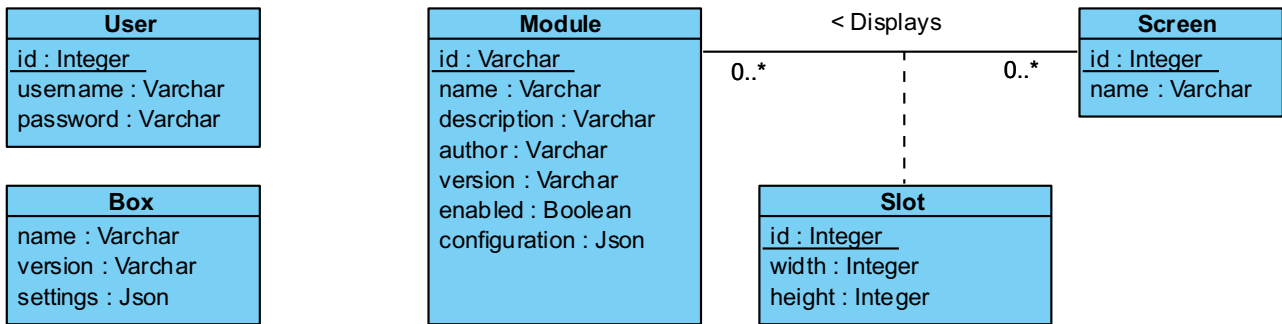 User
id : Integer
username : Varchar
password : Varchar
Box
name : Varchar
version : Varchar
settings : Json
Module
id : Varchar
name : Varchar
description : Varchar
author : Varchar
version : Varchar
enabled : Boolean
configuration : Json
< Displays
0..*
0..*
Screen
id : Integer
name : Varchar
Slot
id : Integer
width : Integer
height : Integer